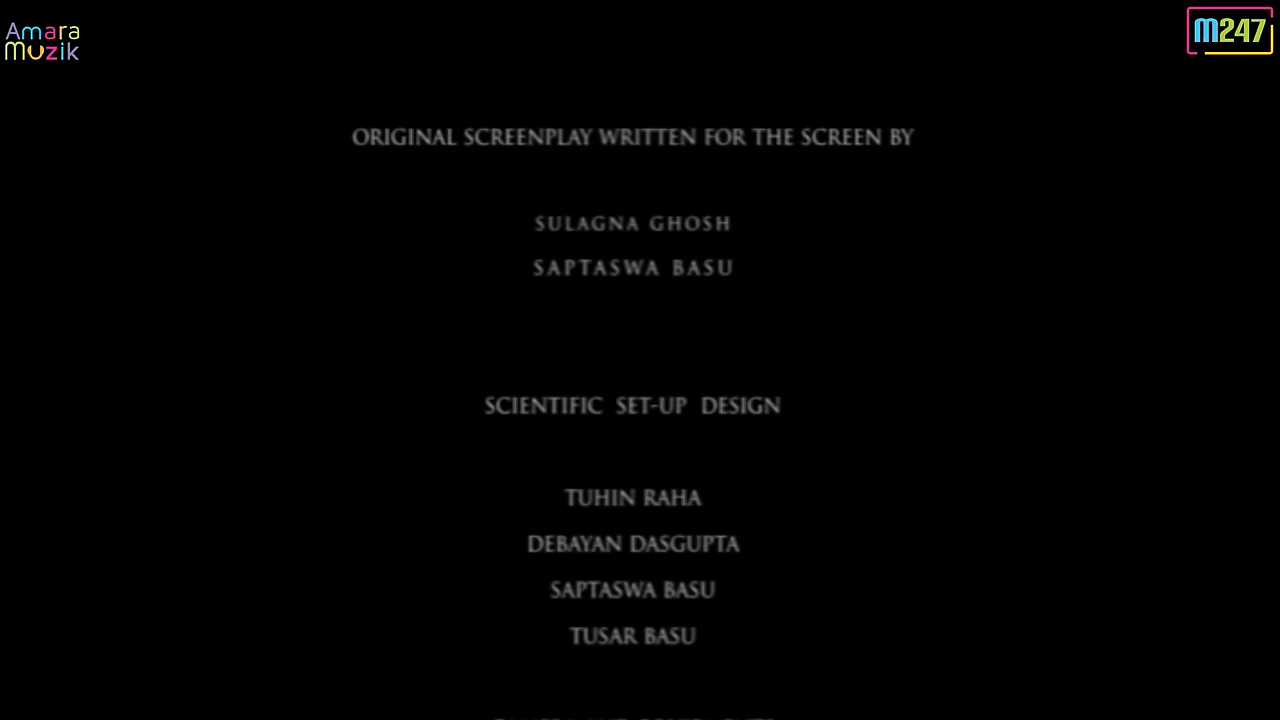 Amara
Muzik
M247
ORIGINAL SCREENPLAY WRITTEN FOR THE SCREEN BY
SULAGNA GHOSH
SAPTASWA BASU
SCIENTIFIC SET-UP DESIGN
TUHIN RAHA
DEBAYAN DASGUPTA
SAPTASWA BASU
TUSAR BASU